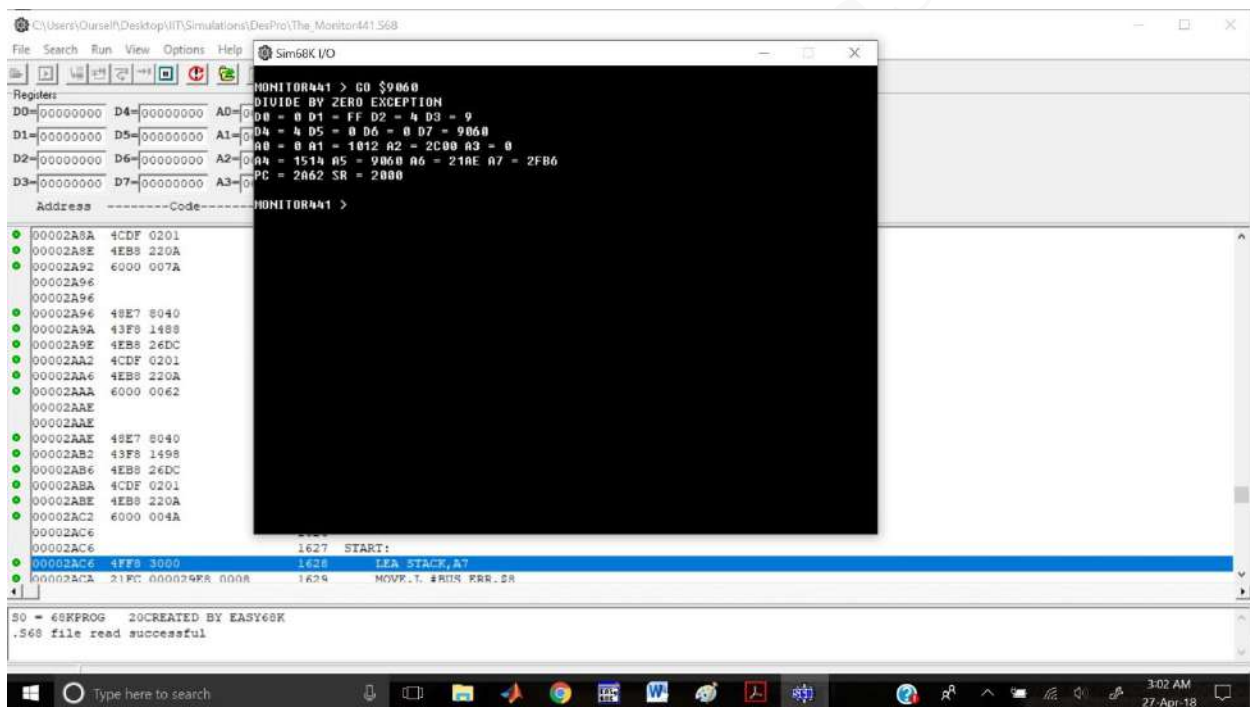 C:\Users\Ourself\Desktop\IIT\Simulations\DesPro\The_Monitor441.S68
File Search Run View Options Help
Sim68K I/O
MONITOR441 > GO $9060
DIVIDE BY ZERO EXCEPTION
D0 = 0 D1 = FF D2 = 4 D3 = 9
D4 = 4 D5 = 0 D6 = 0 D7 = 9060
A0 = 0 A1 = 1012 A2 = 2C00 A3 = 0
A4 = 1514 A5 = 9060 A6 = 21AE A7 = 2FB6
PC = 2A62 SR = 2000
MONITOR441 >
Registers
D0= 00000000 D4= 00000000 A0=
D1= 00000000 D5= 00000000 A1=
D2= 00000000 D6= 00000000 A2=
D3= 00000000 D7= 00000000 A3=
Address --------Code-------
00002A8A 4CDF 0201
00002A8E 4EB8 220A
00002A92 6000 007A
00002A96
00002A96
00002A96 48E7 8040
00002A9A 43F8 1488
00002A9E 4EB8 26DC
00002AA2 4CDF 0201
00002AA6 4EB8 220A
00002AAA 6000 0062
00002AAE
00002AAE
00002AAE 48E7 8040
00002AB2 43F8 1498
00002AB6 4EB8 26DC
00002ABA 4CDF 0201
00002ABE 4EB8 220A
00002AC2 6000 004A
00002AC6
00002AC6 1627 START:
00002AC6 4FF8 3000 1628 LEA STACK,A7
00002ACA 21FC 000029E8 0008 1629 MOVE.L #BUS_ERR,$8
S0 = 68KPROG 20CREATED BY EASY68K
.S68 file read successful
Type here to search
3:02 AM
27-Apr-18